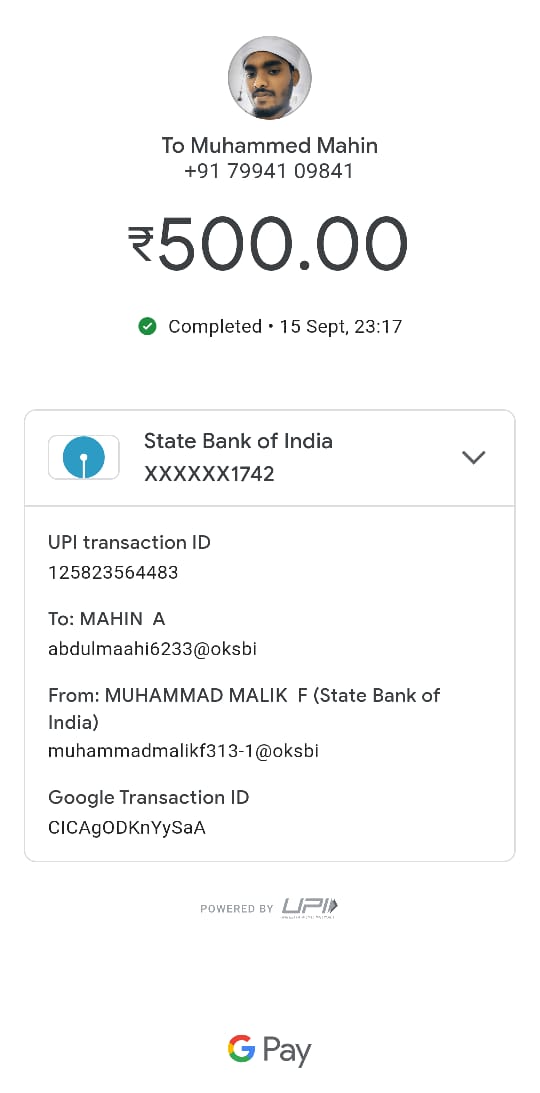 To Muhammed Mahin
+91 79941 09841
₹500.00
Completed • 15 Sept, 23:17
State Bank of India
XXXXXX1742
UPI transaction ID
125823564483
To: MAHIN A
abdulmaahi6233@oksbi
From: MUHAMMAD MALIK F (State Bank of
India)
muhammadmalikf313-1@oksbi
Google Transaction ID
CICAgODKnYySaA
POWERED BY UPI
G Pay